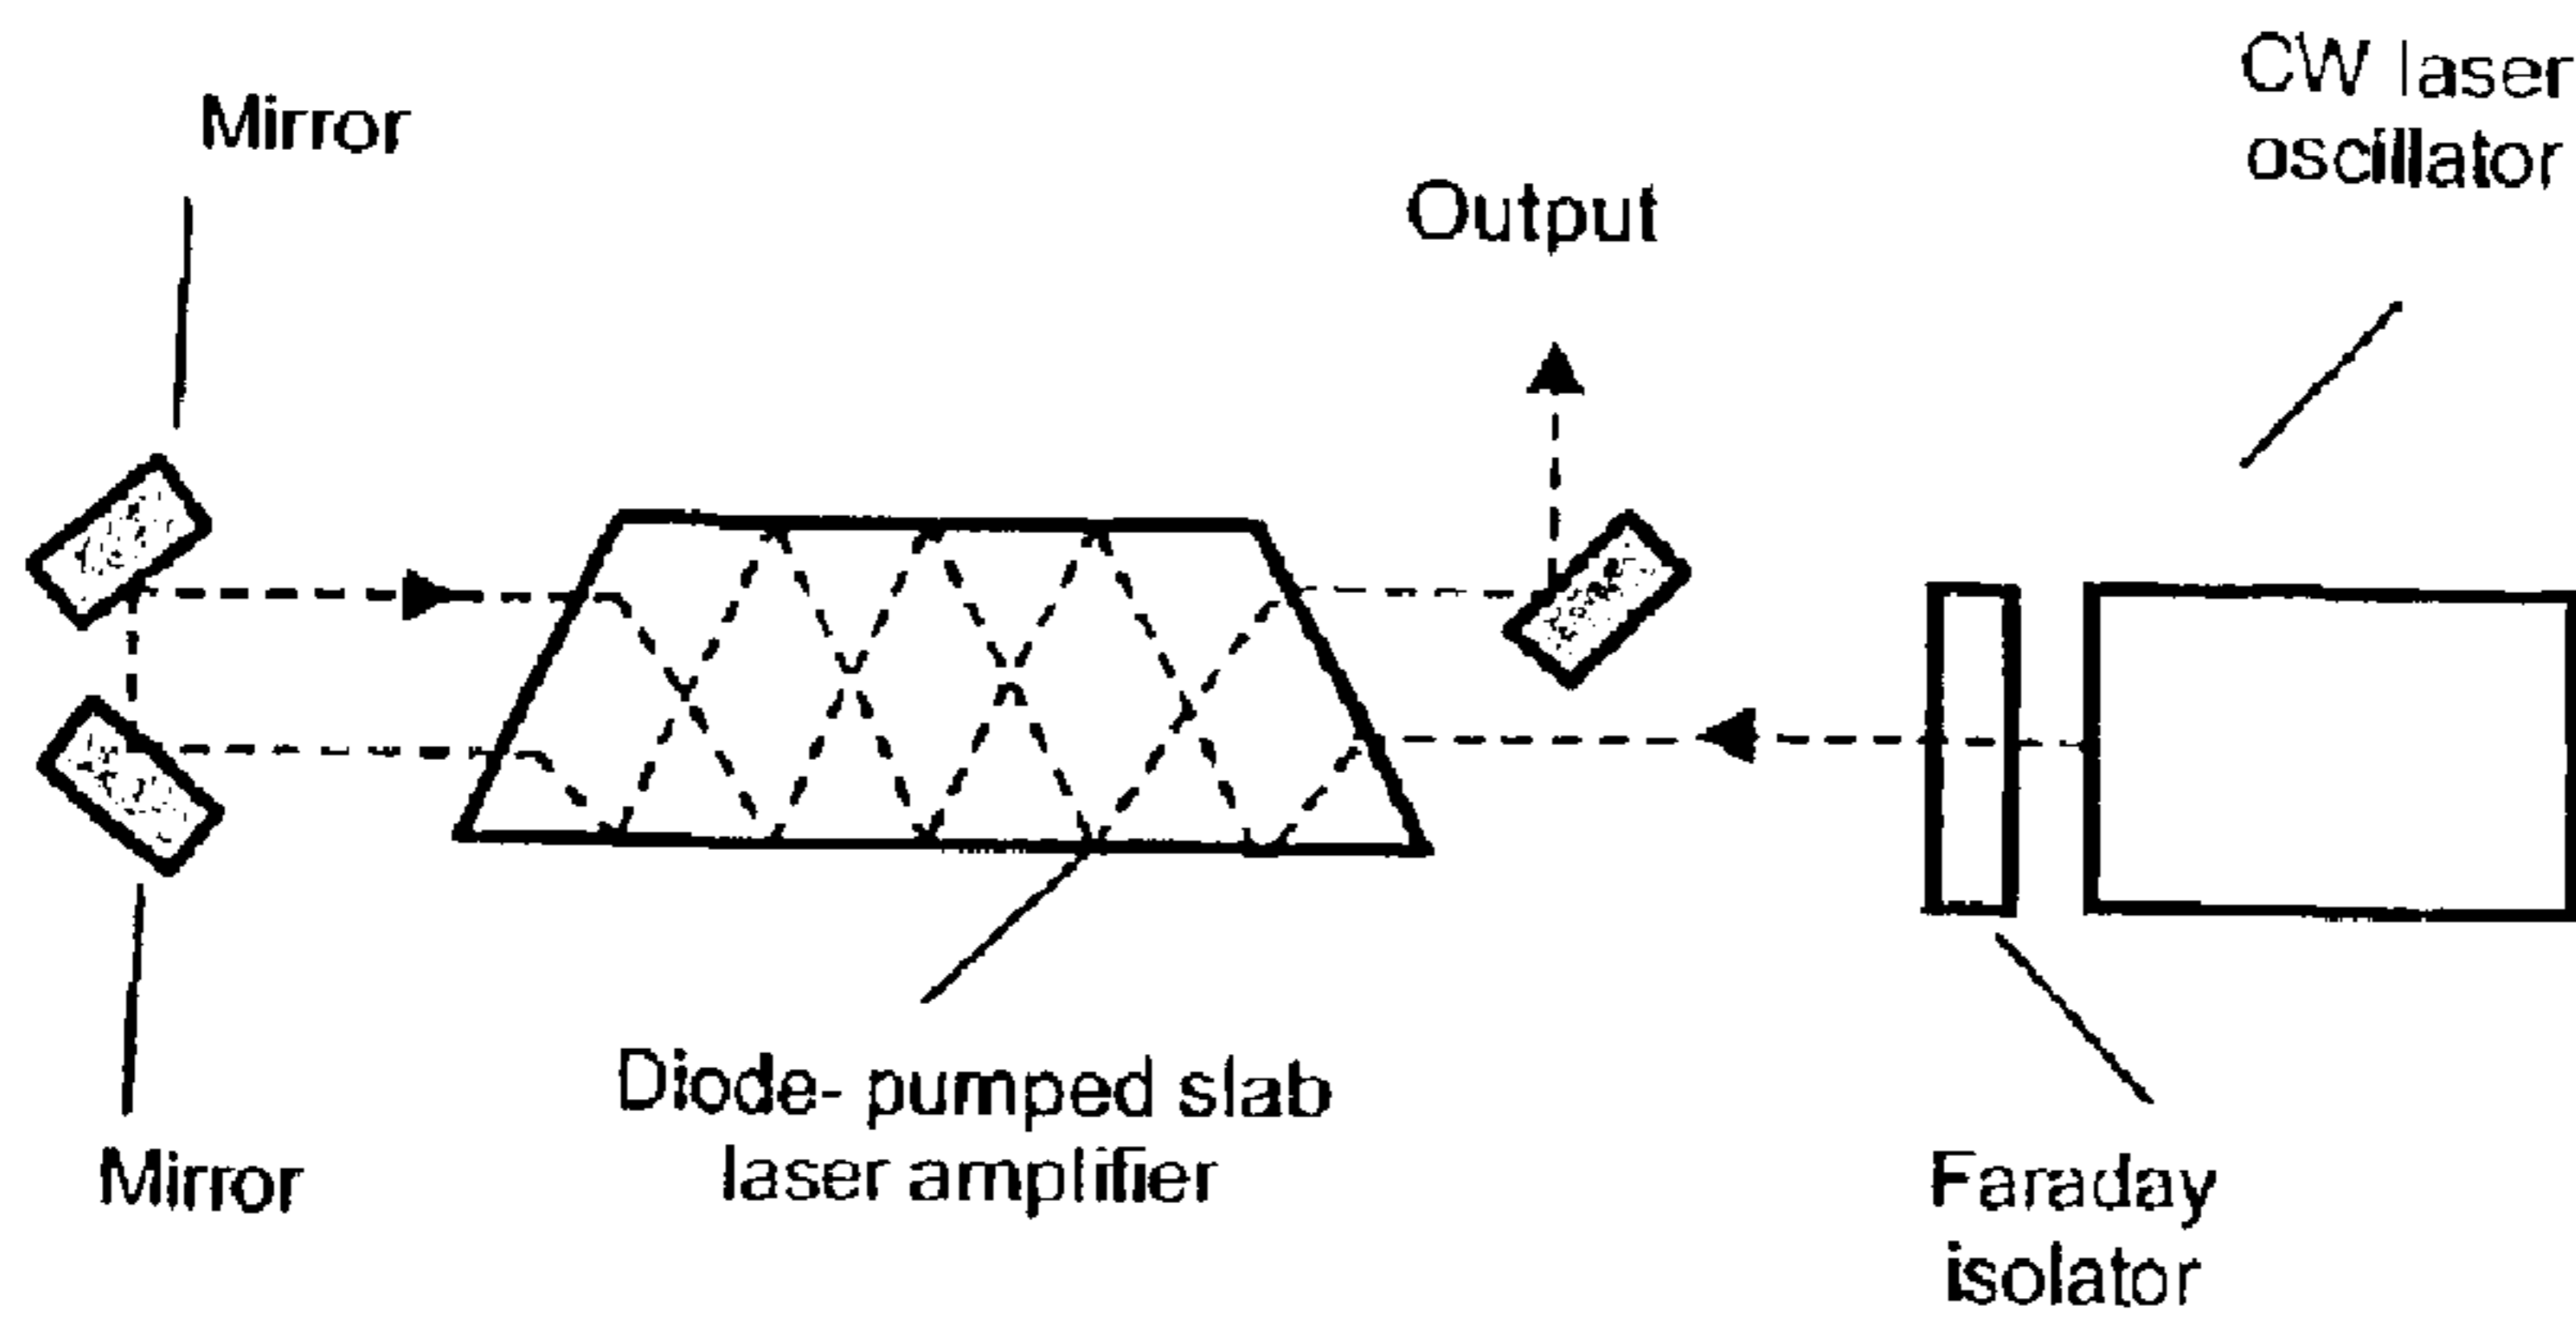 CW laser
oscillator
Mirror
Output
Diode- pumped slab
laser amplifier
Mirror
Faraday
isolator